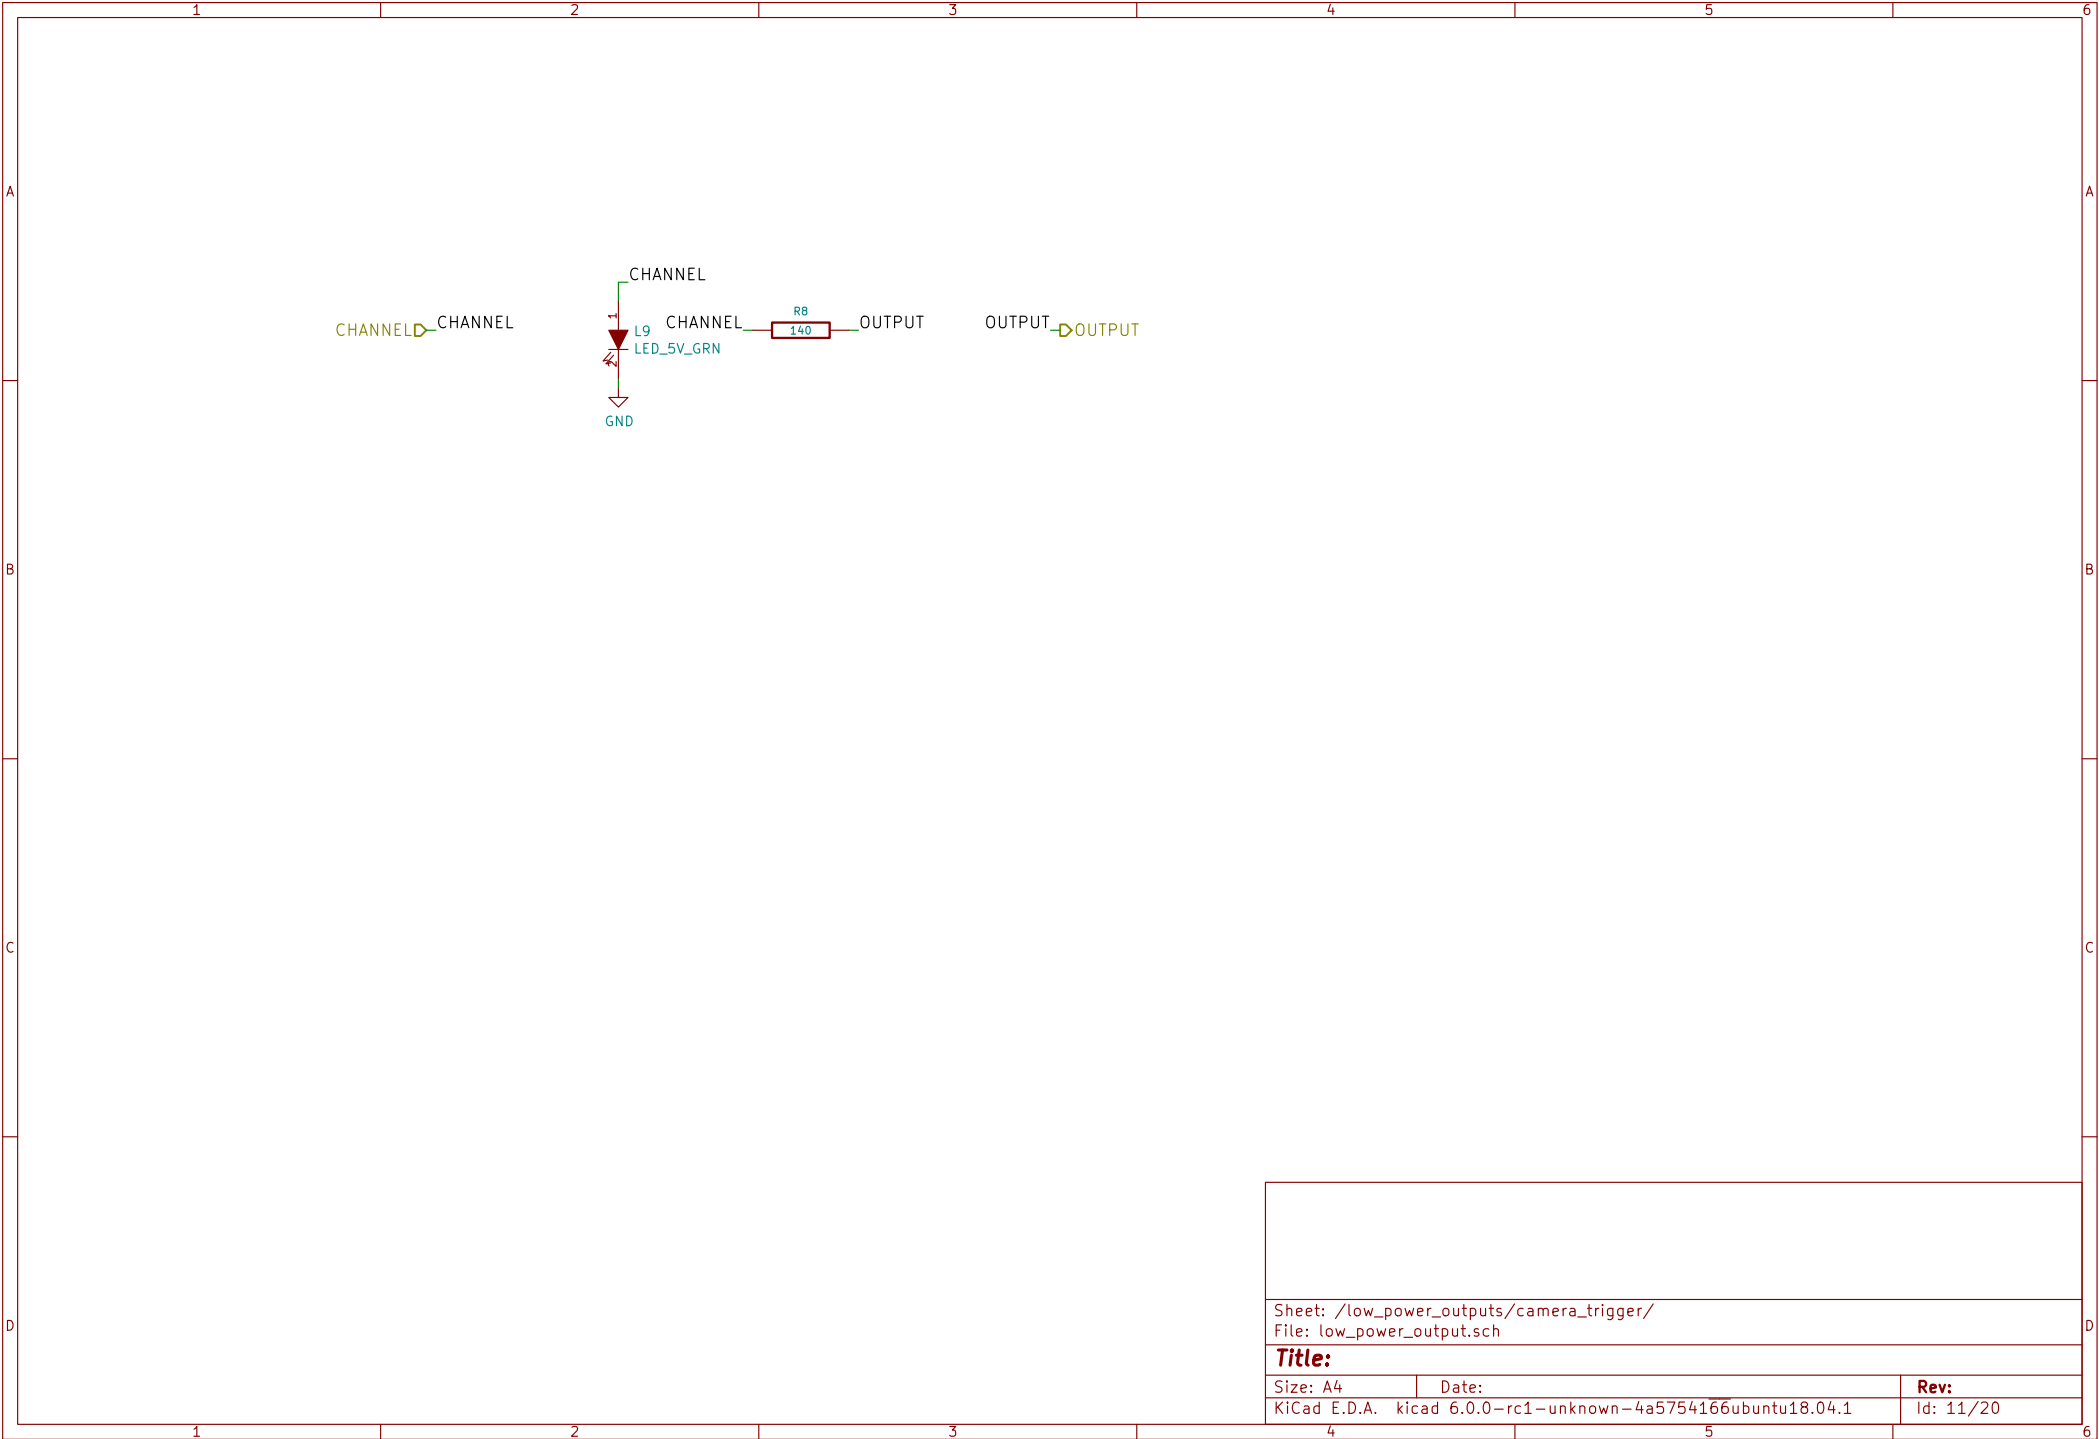 1 2 3 4 5 6
A A
CHANNEL
CHANNEL CHANNEL
1
L9
LED_5V_GRN
2
CHANNEL R8 140 OUTPUT
OUTPUT OUTPUT
GND
B B
C C
D D
Sheet: /low_power_outputs/camera_trigger/
File: low_power_output.sch
Title:
Size: A4 Date: Rev:
KiCad E.D.A. kicad 6.0.0-rc1-unknown-4a5754166ubuntu18.04.1 Id: 11/20
1 2 3 4 5 6